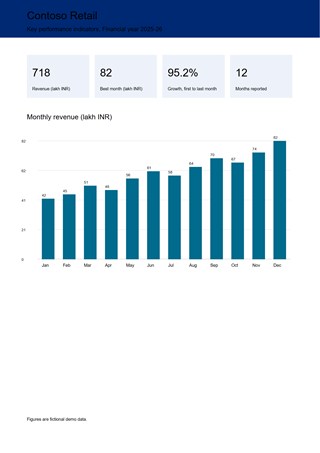 Contoso Retail
Key performance indicators, Financial year 2025-26
718
Revenue (lakh INR)
82
Best month (lakh INR)
95.2%
Growth, first to last month
12
Months reported
Monthly revenue (lakh INR)
82
62
41
21
0
42
45
51
48
56
61
58
64
70
67
74
82
Jan Feb Mar Apr May Jun Jul Aug Sep Oct Nov Dec
Figures are fictional demo data.